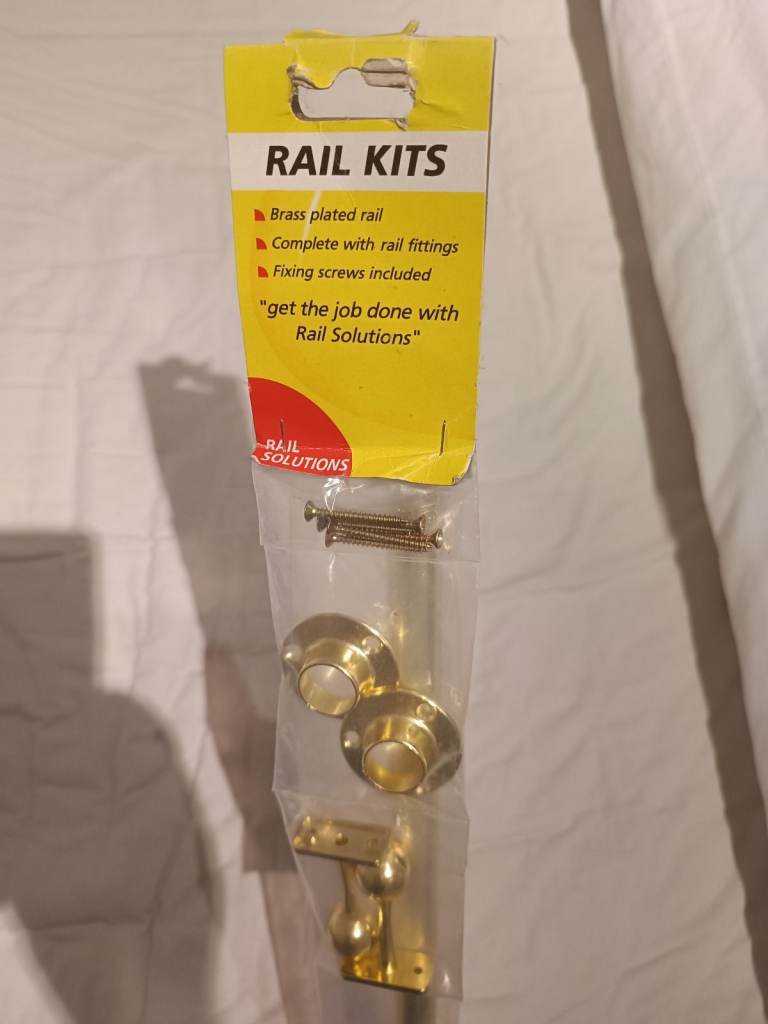 RAIL KITS
Brass plated rail
Complete with rail fittings
Fixing screws included
"get the job done with
Rail Solutions"
RAIL
SOLUTIONS